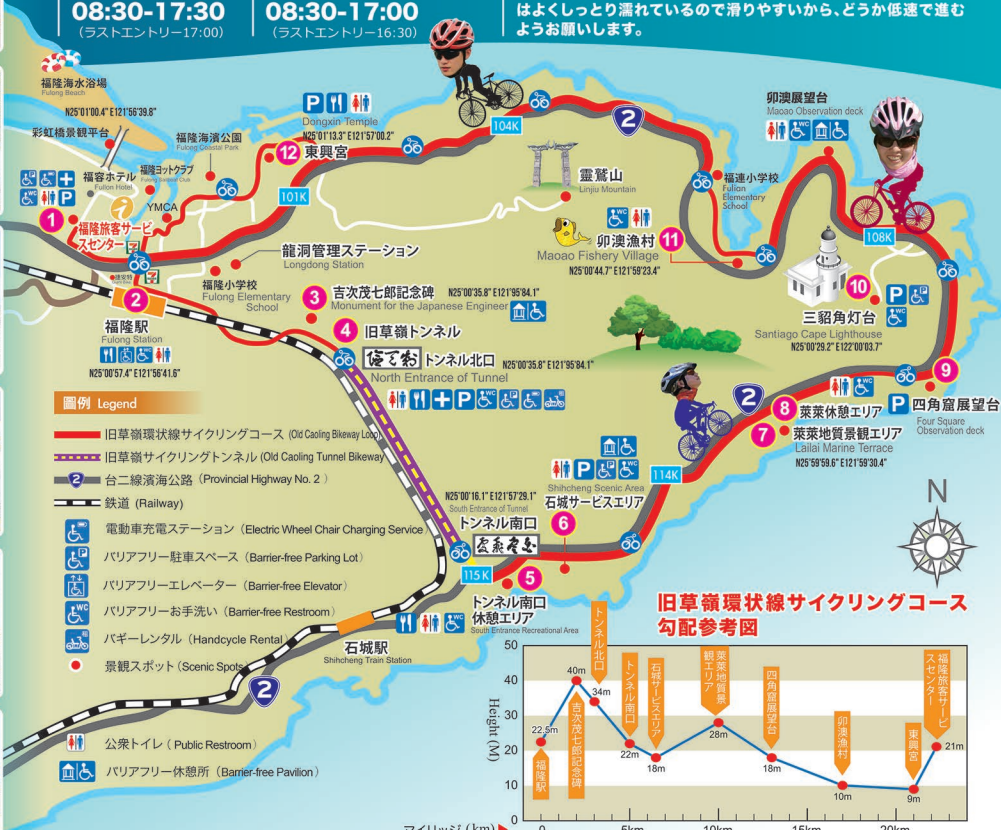 08:30-17:30
(ラストエントリー17:00)
08:30-17:00
(ラストエントリー16:30)
はよくしっとり濡れているので滑りやすいから、どうか低速で進む
ようお願いします。
福隆海水浴場
Fulong Beach
N25°01'00.4" E121°56'39.8"
彩虹橋景観平台
福隆海濱公園
Fulong Coastal Park
福容ホテル
Fullon Hotel
福隆ヨットクラブ
YMCA
1
福隆旅客サービ
スセンター
Dongxin Temple
N25°01'13.3" E121°57'00.2"
12 東興宮
101K
104K
2
靈鷲山
Linjiu Mountain
福連小学校
Fulian
Elementary
School
卯澳展望台
Maoao Observation deck
108K
卯澳漁村 11
Maoao Fishery Village
N25°00'44.7" E121°59'23.4"
10
三貂角灯台
Santiago Cape Lighthouse
N25°00'29.2" E122°00'03.7"
龍洞管理ステーション
Longdong Station
福隆小学校
Fulong Elementary
School
2
福隆駅
Fulong Station
N25°00'57.4" E121°56'41.6"
3 吉次茂七郎記念碑 N25°00'35.8" E121°95'84.1"
Monument for the Japanese Engineer
4 旧草嶺トンネル
トンネル北口 N25°00'35.8" E121°95'84.1"
North Entrance of Tunnel
9
四角窟展望台
Four Square
Observation deck
2
8 萊萊休憩エリア
7 萊萊地質景観エリア
Lailai Marine Terrace
N25°59'59.6" E121°59'30.4"
114K
Shihcheng Scenic Area
石城サービスエリア
6
N25°00'16.1" E121°57'29.1"
South Entrance of Tunnel
トンネル南口
115K
5
トンネル南口
休憩エリア
South Entrance Recreational Area
石城駅
Shihcheng Train Station
2
N
圖例 Legend
旧草嶺環状線サイクリングコース (Old Caoling Bikeway Loop)
旧草嶺サイクリングトンネル (Old Caoling Tunnel Bikeway)
台二線濱海公路 (Provincial Highway No. 2)
鉄道 (Railway)
電動車充電ステーション (Electric Wheel Chair Charging Service)
バリアフリー駐車スペース (Barrier-free Parking Lot)
バリアフリーエレベーター (Barrier-free Elevator)
バリアフリーお手洗い (Barrier-free Restroom)
バギーレンタル (Handcycle Rental)
景観スポット (Scenic Spots
公衆トイレ (Public Restroom)
バリアフリー休憩所 (Barrier-free Pavilion)
旧草嶺環状線サイクリングコース
勾配参考図
Height (M)
50
40
30
20
10
0
22.5m
福隆駅
40m
吉次茂七郎記念碑
トンネル北口
34m
トンネル南口
22m
石城サービスエリア
18m
萊萊地質景
観エリア
28m
四角窟展望台
18m
卯澳漁村
10m
東興宮
9m
福隆旅客サービ
スセンター
21m
マイリッジ (km)
0 5km 10km 15km 20km